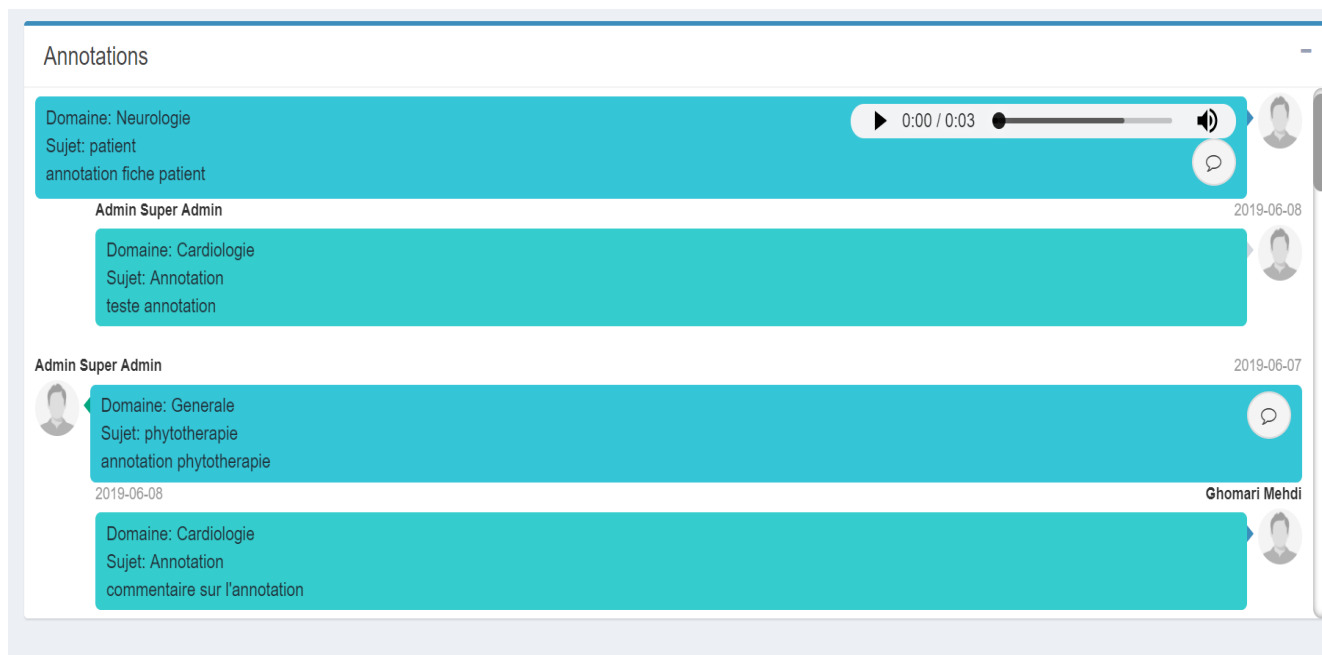 Annotations
Domaine: Neurologie
0:00 / 0:03
Sujet: patient
annotation fiche patient
Admin Super Admin 2019-06-08
Domaine: Cardiologie
Sujet: Annotation
teste annotation
Admin Super Admin 2019-06-07
Domaine: Generale
Sujet: phytotherapie
annotation phytotherapie
2019-06-08 Ghomari Mehdi
Domaine: Cardiologie
Sujet: Annotation
commentaire sur l'annotation